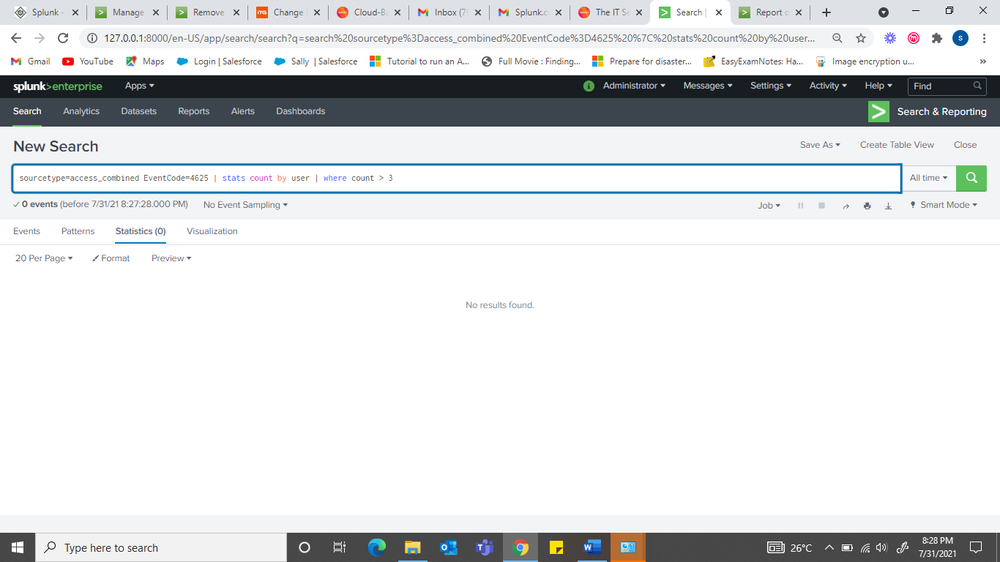 Splunk - Manage Remove Change Cloud-Ba Inbox (75 Splunk.c The IT Se Search | Report o
127.0.0.1:8000/en-US/app/search/search?q=search%20sourcetype%3Daccess_combined%20EventCode%3D4625%20%7C%20stats%20count%20by%20user...
Gmail YouTube Maps Login | Salesforce Sally | Salesforce Tutorial to run an A... Full Movie : Finding... Prepare for disaster... EasyExamNotes: Ha... Image encryption u... »
splunk>enterprise Apps Administrator Messages Settings Activity Help Find
Search Analytics Datasets Reports Alerts Dashboards Search & Reporting
New Search Save As Create Table View Close
sourcetype=access_combined EventCode=4625 | stats count by user | where count > 3 All time
0 events (before 7/31/21 8:27:28.000 PM) No Event Sampling Job Smart Mode
Events Patterns Statistics (0) Visualization
20 Per Page Format Preview
No results found.
Type here to search 26°C 8:28 PM
7/31/2021